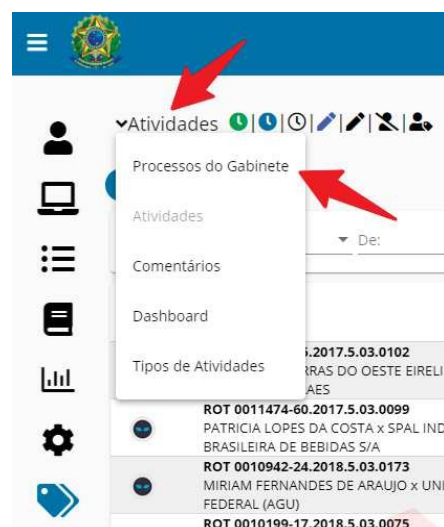 Atividades
Processos do Gabinete
Atividades
De:
Comentários
Dashboard
Tipos de Atividades
5.2017.5.03.0102
RRAS DO OESTE EIRELI
AES
ROT 0011474-60.2017.5.03.0099
PATRICIA LOPES DA COSTA x SPAL IND
BRASILEIRA DE BEBIDAS S/A
ROT 0010942-24.2018.5.03.0173
MIRIAM FERNANDES DE ARAUJO x UNI
FEDERAL (AGU)
ROT 0010199-17.2018.5.03.0075